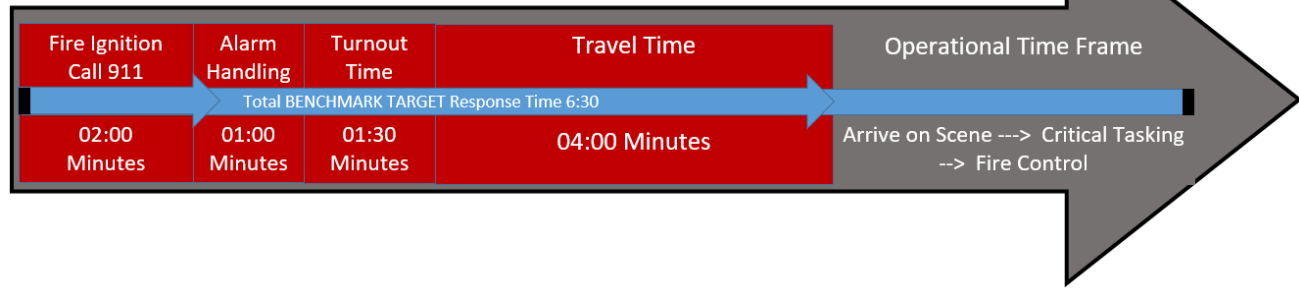 Fire Ignition
Call 911
Alarm
Handling
Turnout
Time
Travel Time
Operational Time Frame
Total BENCHMARK TARGET Response Time 6:30
02:00
Minutes
01:00
Minutes
01:30
Minutes
04:00 Minutes
Arrive on Scene ---> Critical Tasking
--> Fire Control